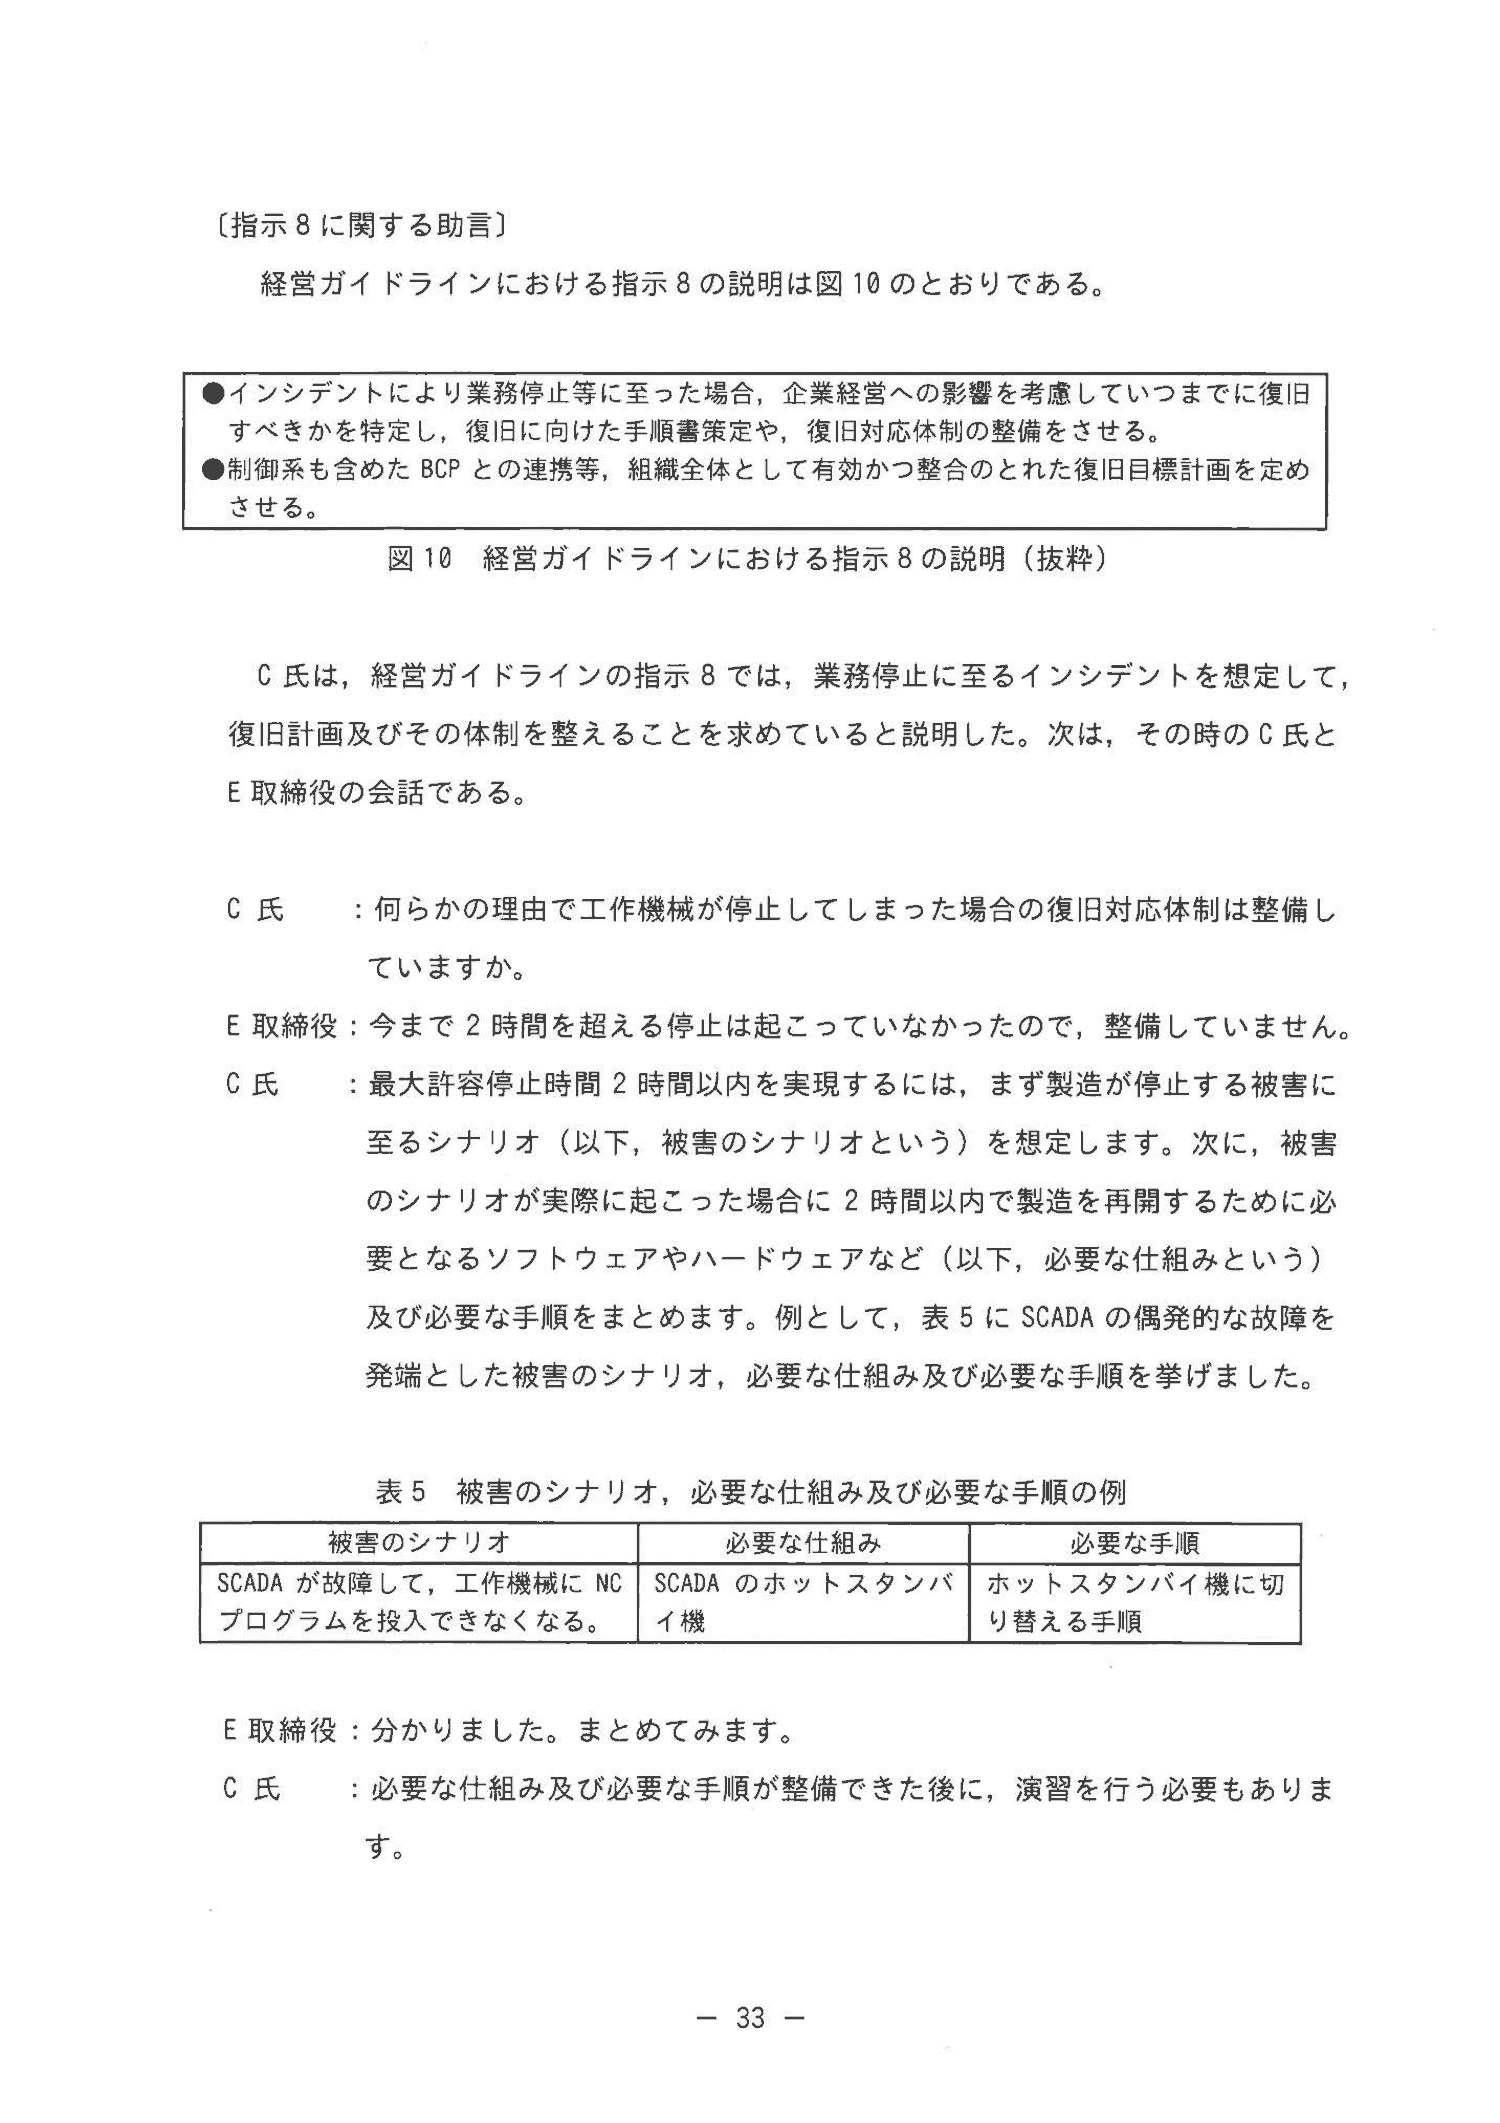 〔指示8に関する助言〕
経営ガイドラインにおける指示8の説明は図10のとおりである。
●インシデントにより業務停止等に至った場合，企業経営への影響を考慮していつまでに復旧
すべきかを特定し，復旧に向けた手順書策定や，復旧対応体制の整備をさせる。
●制御系も含めた BCP との連携等，組織全体として有効かつ整合のとれた復旧目標計画を定め
させる。
図10 経営ガイドラインにおける指示8の説明（抜粋）
C 氏は，経営ガイドラインの指示8では，業務停止に至るインシデントを想定して，
復旧計画及びその体制を整えることを求めていると説明した。次は，その時のC氏と
E 取締役の会話である。
C 氏 ：何らかの理由で工作機械が停止してしまった場合の復旧対応体制は整備し
ていますか。
E 取締役：今まで2時間を超える停止は起こっていなかったので，整備していません。
C 氏 ：最大許容停止時間2時間以内を実現するには，まず製造が停止する被害に
至るシナリオ（以下，被害のシナリオという）を想定します。次に，被害
のシナリオが実際に起こった場合に2時間以内で製造を再開するために必
要となるソフトウェアやハードウェアなど（以下，必要な仕組みという）
及び必要な手順をまとめます。例として，表5に SCADA の偶発的な故障を
発端とした被害のシナリオ，必要な仕組み及び必要な手順を挙げました。
表5 被害のシナリオ，必要な仕組み及び必要な手順の例
被害のシナリオ 必要な仕組み 必要な手順
SCADA が故障して，工作機械に NC SCADA のホットスタンバ ホットスタンバイ機に切
プログラムを投入できなくなる。 イ機 り替える手順
E 取締役：分かりました。まとめてみます。
C 氏 ：必要な仕組み及び必要な手順が整備できた後に，演習を行う必要もありま
す。
－ 33 －